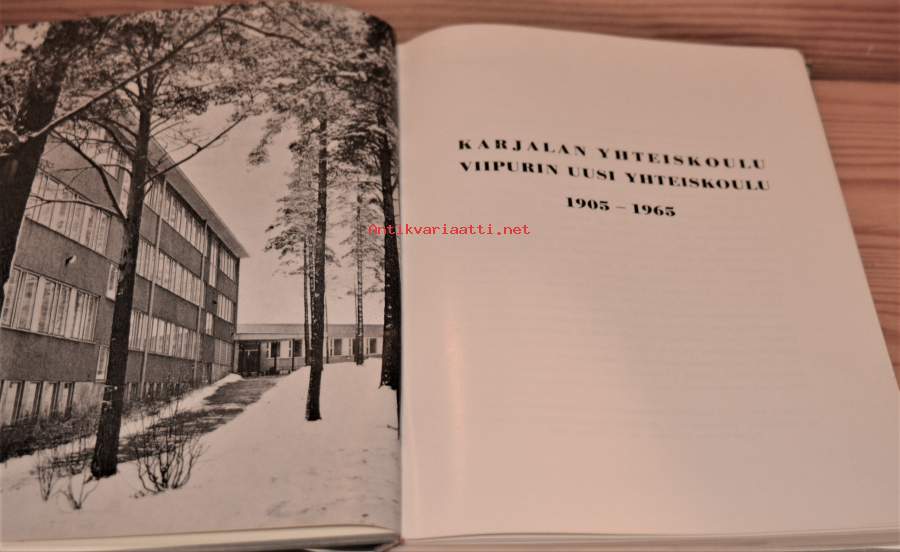 KARJALAN YHTEISKOULU
VIIPURIN UUSI YHTEISKOULU
1905 – 1965
Antikvariaatti.net